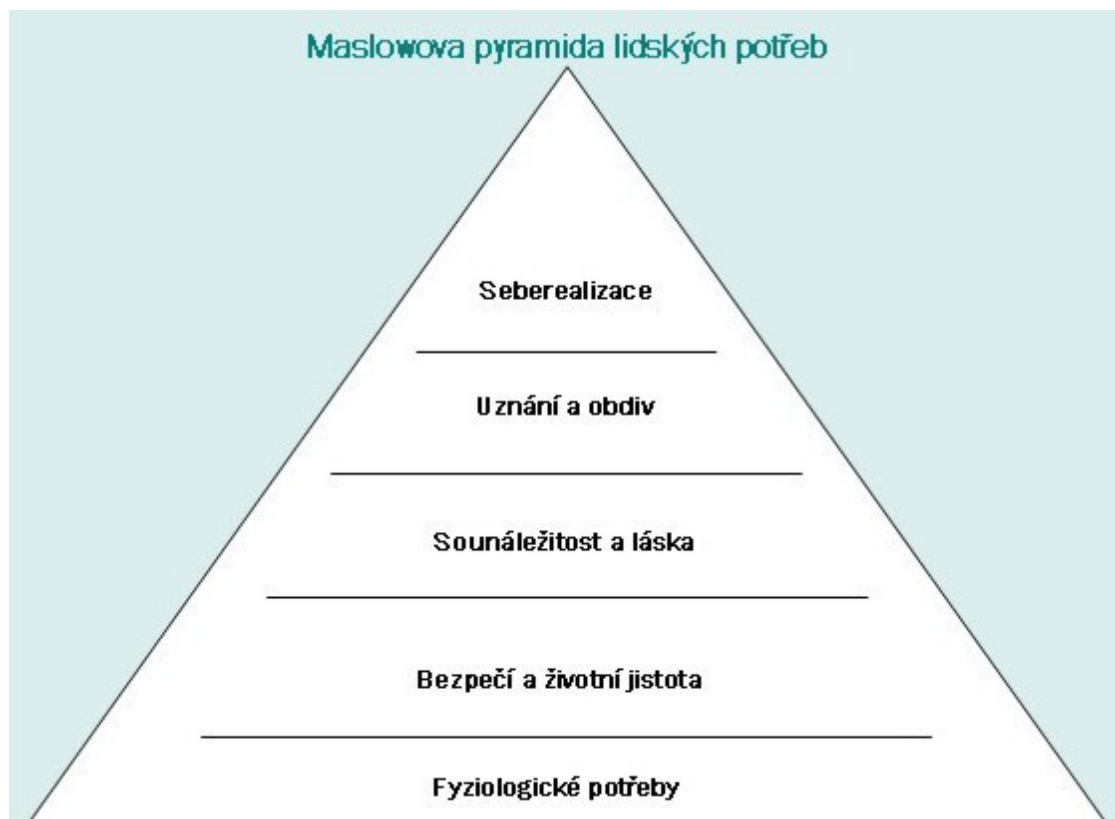 Maslowova pyramida lidských potřeb
Seberealizace
Uznání a obdiv
Sounáležitost a láska
Bezpečí a životní jistota
Fyziologické potřeby